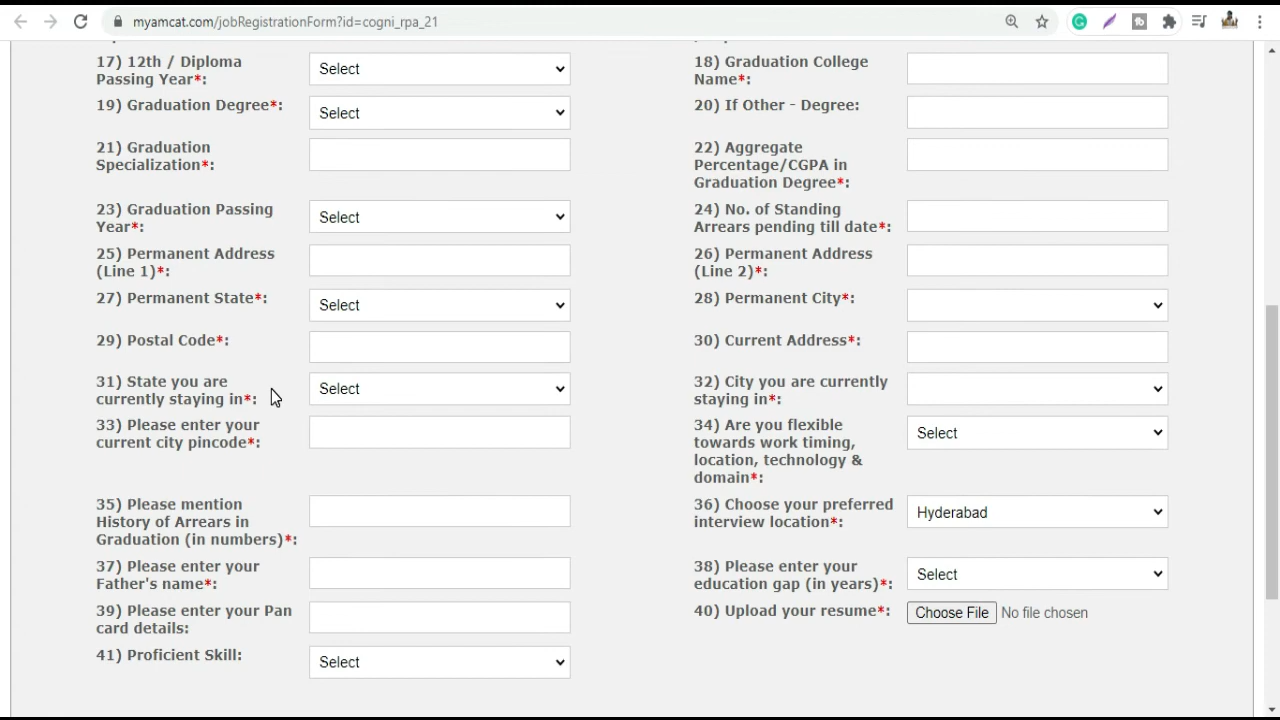 myamcat.com/jobRegistrationForm?id=cogni_rpa_21
17) 12th / Diploma
Passing Year*:
Select
18) Graduation College
Name*:
19) Graduation Degree*:
Select
20) If Other - Degree:
21) Graduation
Specialization*:
22) Aggregate
Percentage/CGPA in
Graduation Degree*:
23) Graduation Passing
Year*:
Select
24) No. of Standing
Arrears pending till date*:
25) Permanent Address
(Line 1)*:
26) Permanent Address
(Line 2)*:
27) Permanent State*:
Select
28) Permanent City*:
29) Postal Code*:
30) Current Address*:
31) State you are
currently staying in*:
Select
32) City you are currently
staying in*:
33) Please enter your
current city pincode*:
34) Are you flexible
towards work timing,
location, technology &
domain*:
Select
35) Please mention
History of Arrears in
Graduation (in numbers)*:
36) Choose your preferred
interview location*:
Hyderabad
37) Please enter your
Father's name*:
38) Please enter your
education gap (in years)*:
Select
39) Please enter your Pan
card details:
40) Upload your resume*:
Choose File No file chosen
41) Proficient Skill:
Select